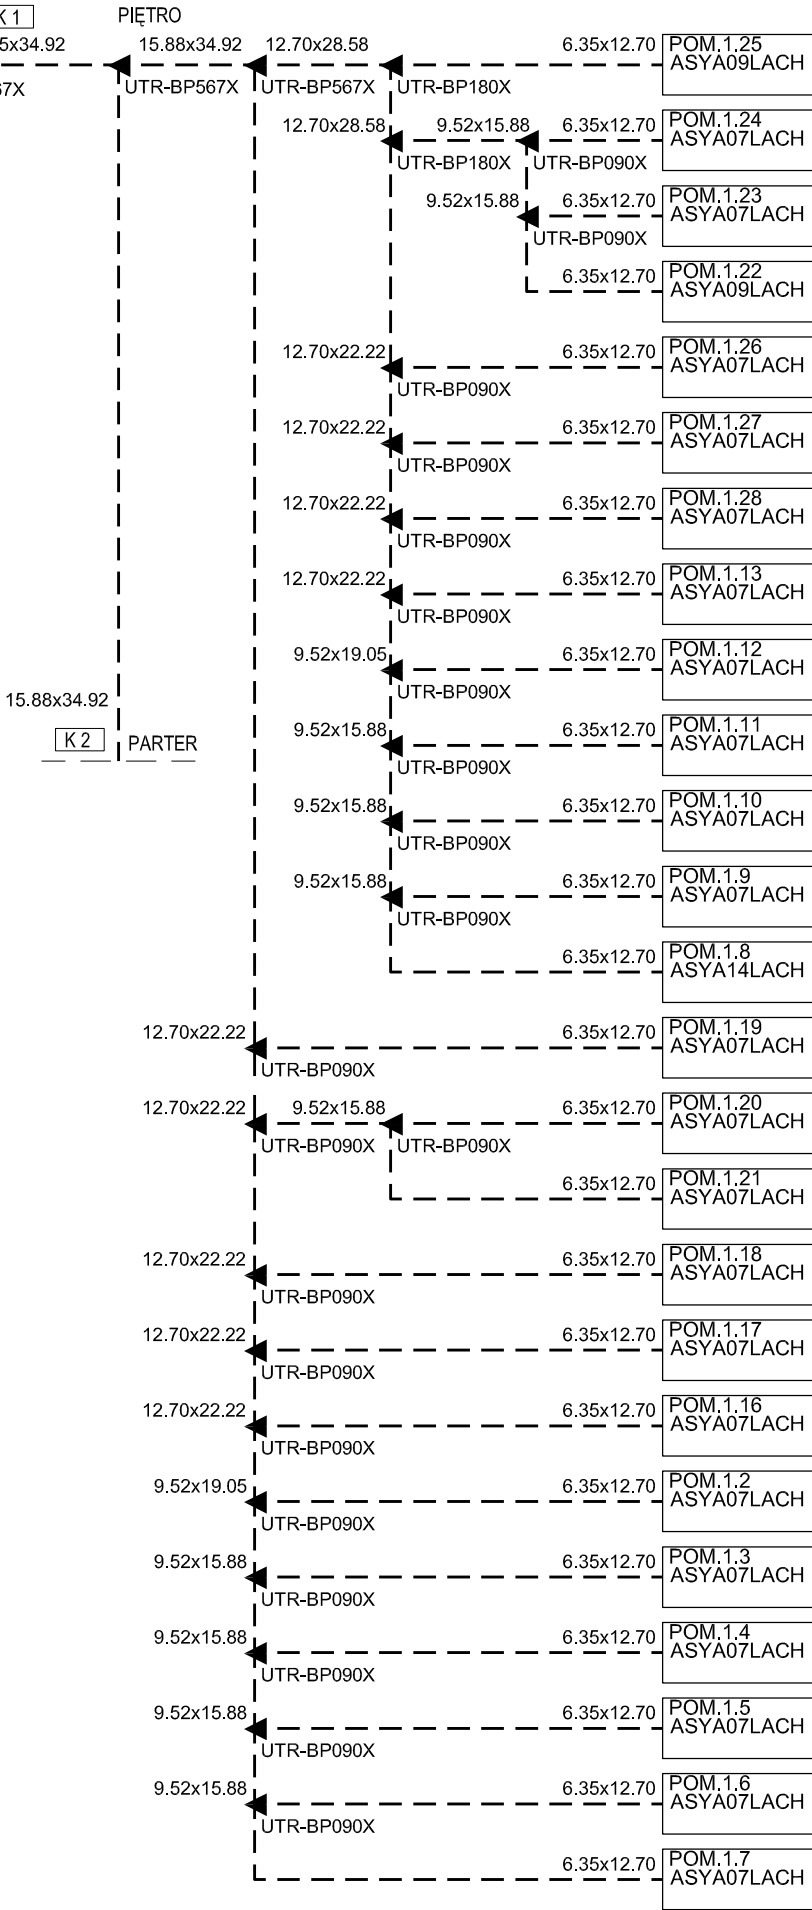 K 1 PIĘTRO
5x34.92 15.88x34.92 12.70x28.58 6.35x12.70 POM.1.25
ASYA09LACH
67X UTR-BP567X UTR-BP567X UTR-BP180X
12.70x28.58 9.52x15.88 6.35x12.70 POM.1.24
ASYA07LACH
UTR-BP180X UTR-BP090X
9.52x15.88 6.35x12.70 POM.1.23
ASYA07LACH
UTR-BP090X
6.35x12.70 POM.1.22
ASYA09LACH
12.70x22.22 6.35x12.70 POM.1.26
ASYA07LACH
UTR-BP090X
12.70x22.22 6.35x12.70 POM.1.27
ASYA07LACH
UTR-BP090X
12.70x22.22 6.35x12.70 POM.1.28
ASYA07LACH
UTR-BP090X
12.70x22.22 6.35x12.70 POM.1.13
ASYA07LACH
UTR-BP090X
9.52x19.05 6.35x12.70 POM.1.12
ASYA07LACH
UTR-BP090X
15.88x34.92
9.52x15.88 6.35x12.70 POM.1.11
K 2 PARTER ASYA07LACH
UTR-BP090X
9.52x15.88 6.35x12.70 POM.1.10
ASYA07LACH
UTR-BP090X
9.52x15.88 6.35x12.70 POM.1.9
ASYA07LACH
UTR-BP090X
6.35x12.70 POM.1.8
ASYA14LACH
12.70x22.22 6.35x12.70 POM.1.19
ASYA07LACH
UTR-BP090X
12.70x22.22 9.52x15.88 6.35x12.70 POM.1.20
ASYA07LACH
UTR-BP090X UTR-BP090X
6.35x12.70 POM.1.21
ASYA07LACH
12.70x22.22 6.35x12.70 POM.1.18
ASYA07LACH
UTR-BP090X
12.70x22.22 6.35x12.70 POM.1.17
ASYA07LACH
UTR-BP090X
12.70x22.22 6.35x12.70 POM.1.16
ASYA07LACH
UTR-BP090X
9.52x19.05 6.35x12.70 POM.1.2
ASYA07LACH
UTR-BP090X
9.52x15.88 6.35x12.70 POM.1.3
ASYA07LACH
UTR-BP090X
9.52x15.88 6.35x12.70 POM.1.4
ASYA07LACH
UTR-BP090X
9.52x15.88 6.35x12.70 POM.1.5
ASYA07LACH
UTR-BP090X
9.52x15.88 6.35x12.70 POM.1.6
ASYA07LACH
UTR-BP090X
6.35x12.70 POM.1.7
ASYA07LACH